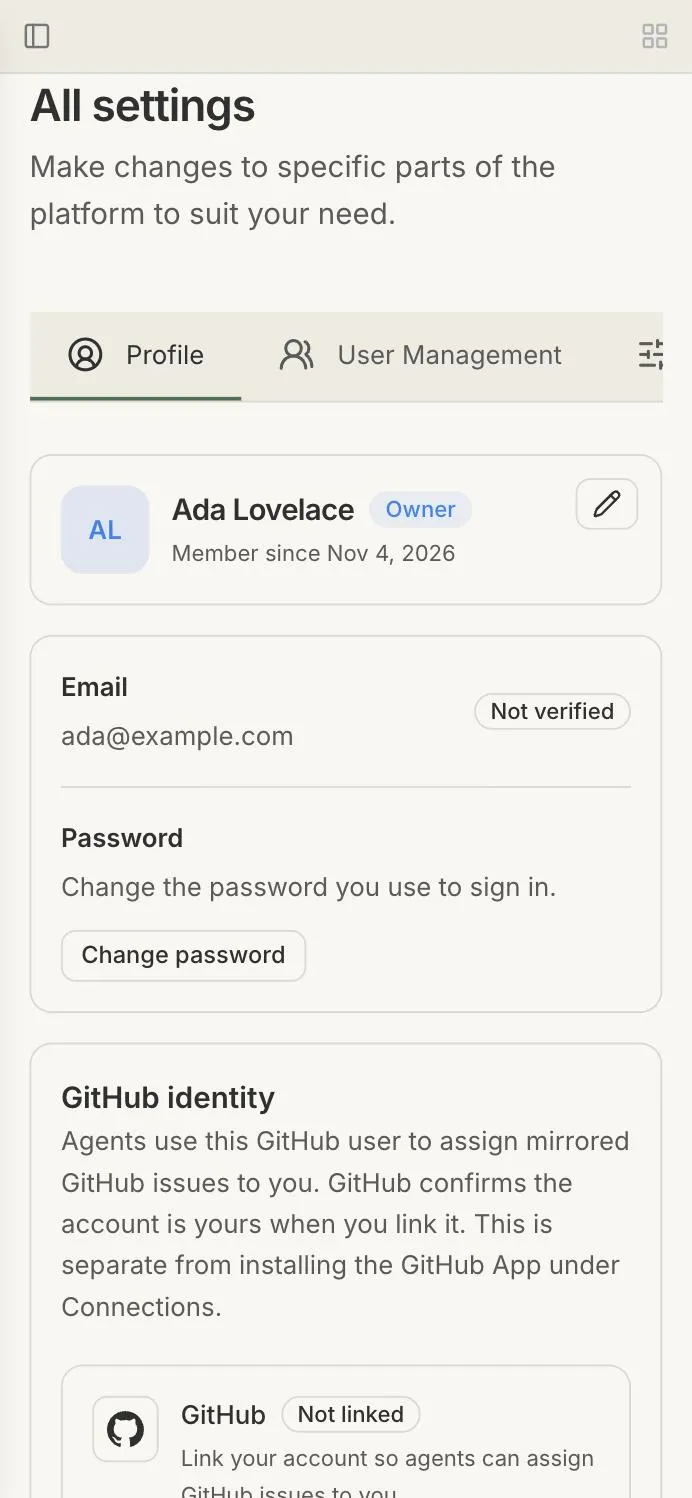 All settings
Make changes to specific parts of the
platform to suit your need.
Profile
User Management
AL
Ada Lovelace
Owner
Member since Nov 4, 2026
Email
ada@example.com
Not verified
Password
Change the password you use to sign in.
Change password
GitHub identity
Agents use this GitHub user to assign mirrored
GitHub issues to you. GitHub confirms the
account is yours when you link it. This is
separate from installing the GitHub App under
Connections.
GitHub
Not linked
Link your account so agents can assign
GitHub issues to you